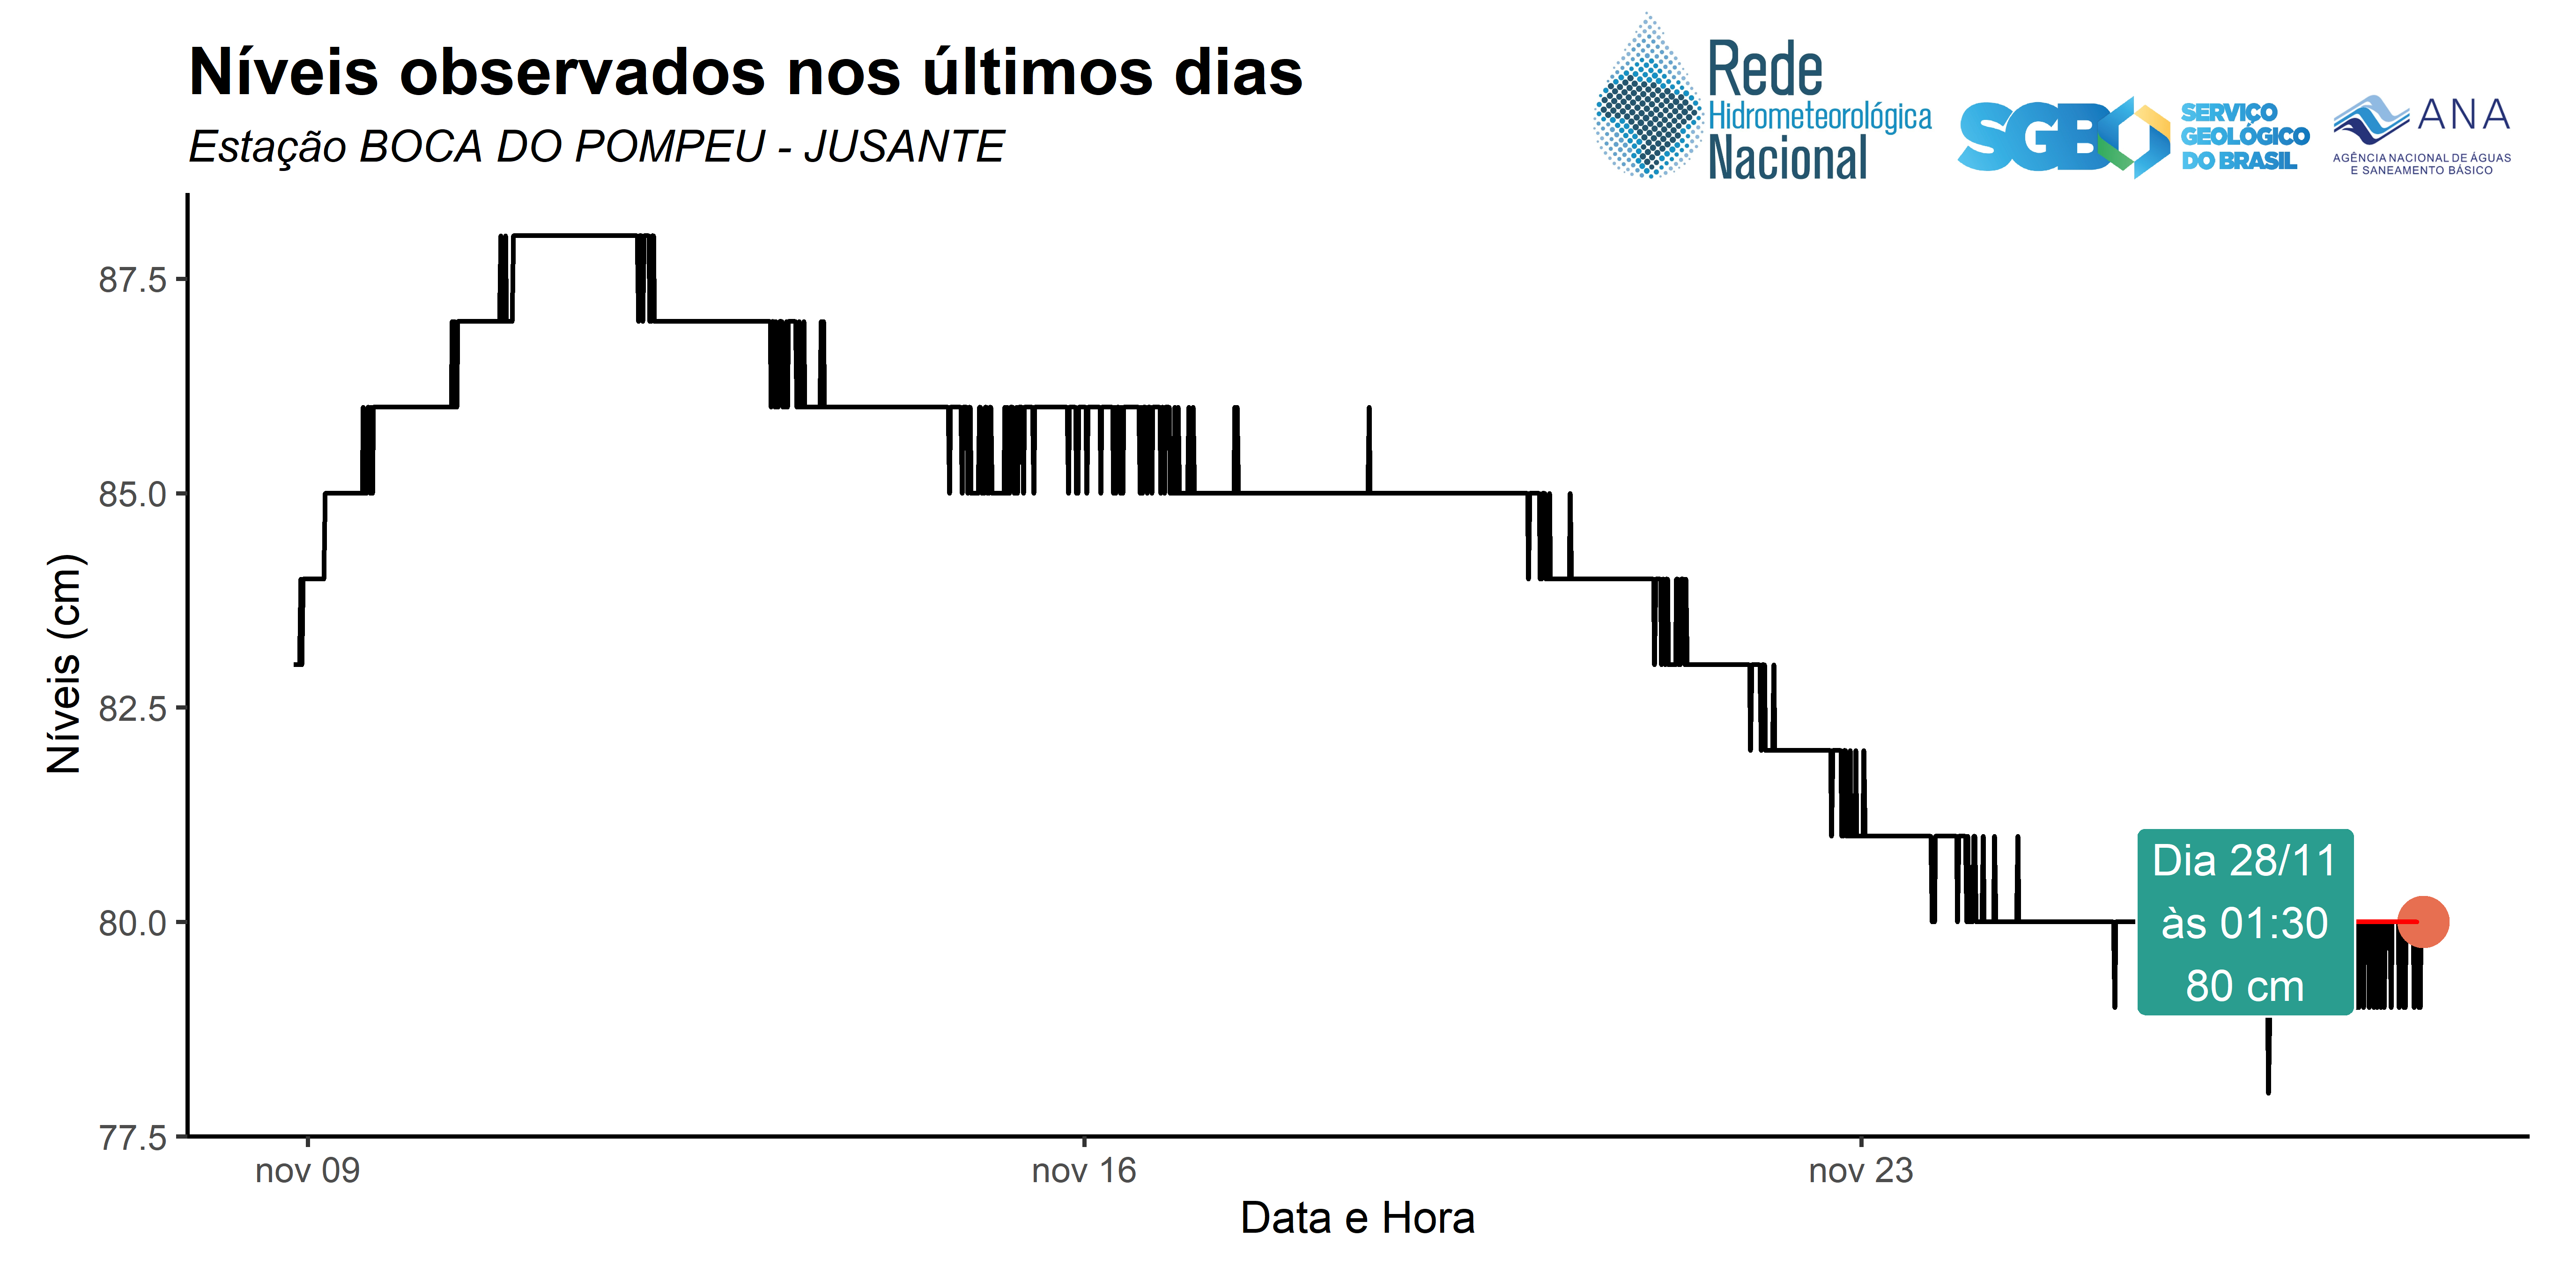 Níveis observados nos últimos dias
Estação BOCA DO POMPEU - JUSANTE
Rede
Hidrometeorológica
Nacional
SGB
SERVIÇO
GEOLÓGICO
DO BRASIL
ANA
AGÊNCIA NACIONAL DE ÁGUAS
E SANEAMENTO BÁSICO
Níveis (cm)
87.5
85.0
82.5
80.0
77.5
Dia 28/11
às 01:30
80 cm
nov 09
nov 16
nov 23
Data e Hora